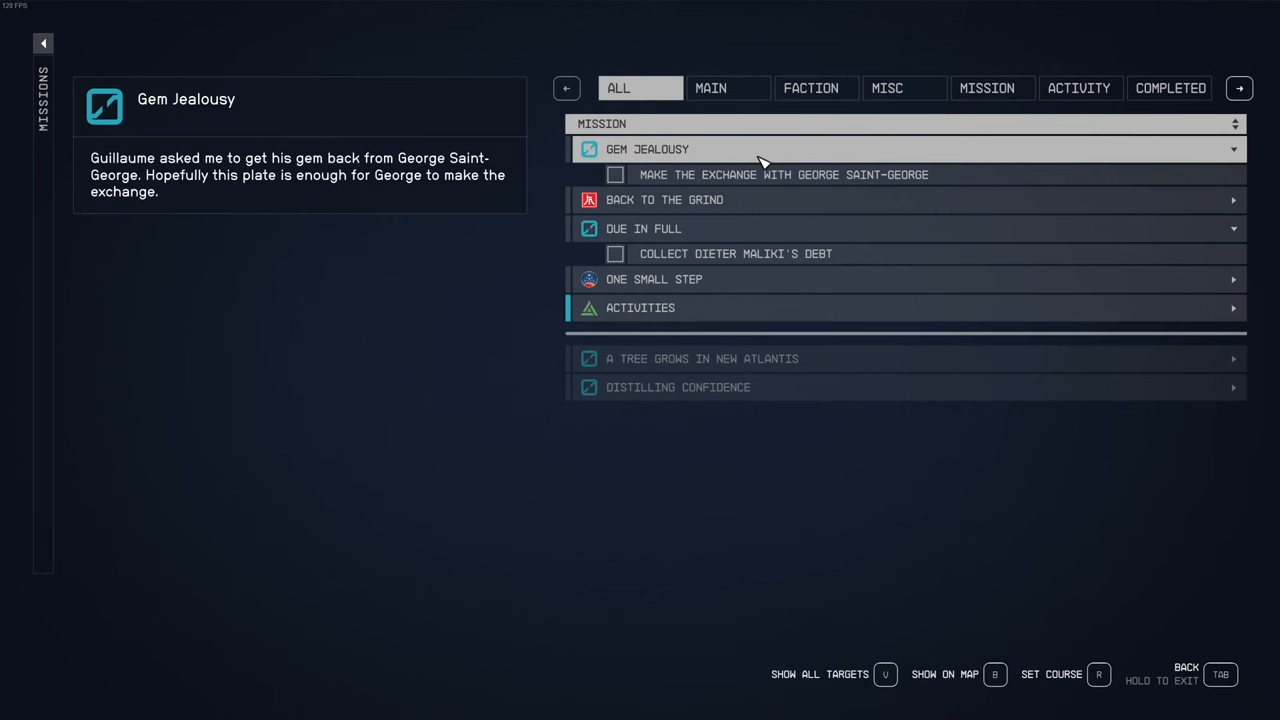 120 FPS
MISSIONS
Gem Jealousy
Guillaume asked me to get his gem back from George Saint-
George. Hopefully this plate is enough for George to make the
exchange.
ALL MAIN FACTION MISC MISSION ACTIVITY COMPLETED
MISSION
GEM JEALOUSY
MAKE THE EXCHANGE WITH GEORGE SAINT-GEORGE
BACK TO THE GRIND
DUE IN FULL
COLLECT DIETER MALIKI'S DEBT
ONE SMALL STEP
ACTIVITIES
A TREE GROWS IN NEW ATLANTIS
DISTILLING CONFIDENCE
SHOW ALL TARGETS V SHOW ON MAP B SET COURSE R BACK TAB
HOLD TO EXIT